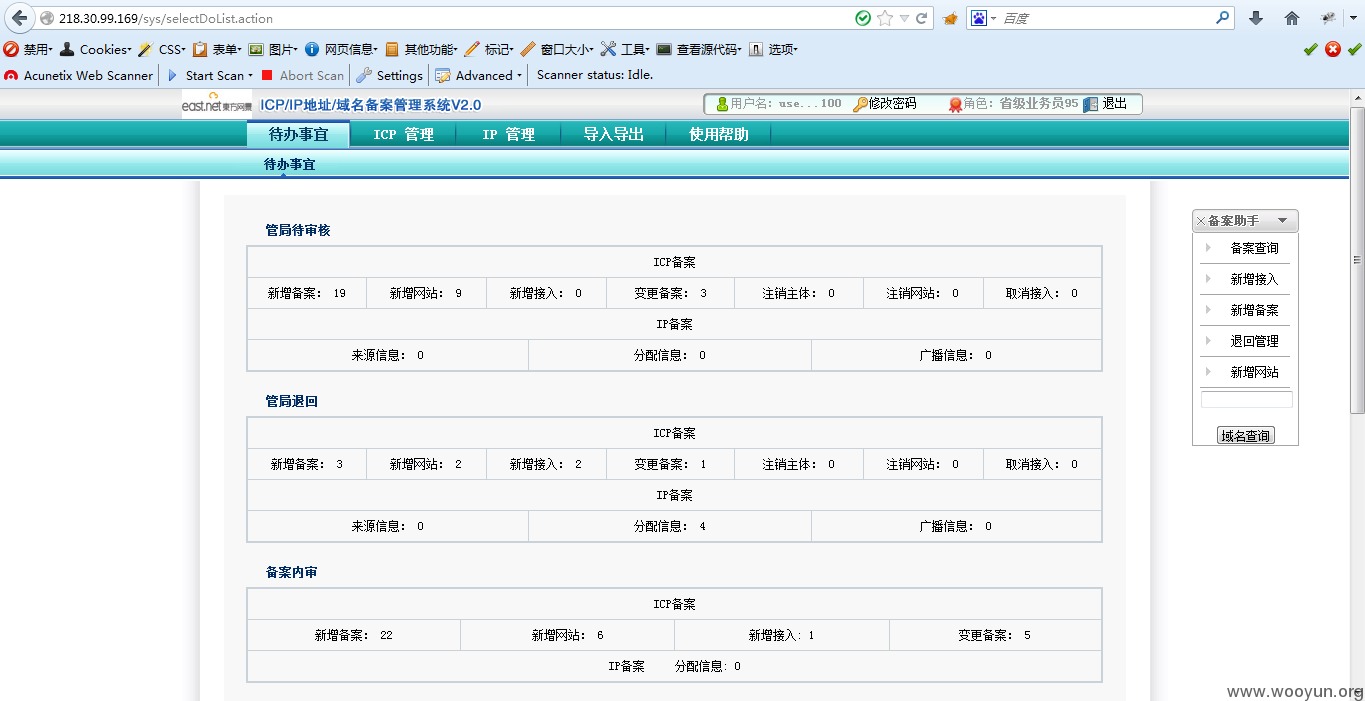 218.30.99.169/sys/selectDoList.action 百度
禁用 Cookies CSS 表单 图片 网页信息 其他功能 标记 窗口大小 工具 查看源代码 选项
Acunetix Web Scanner Start Scan Abort Scan Settings Advanced Scanner status: Idle.
east.net 東方网景 ICP/IP地址/域名备案管理系统V2.0 用户名: use...100 修改密码 角色: 省级业务员95 退出
待办事宜 ICP 管理 IP 管理 导入导出 使用帮助
待办事宜
管局待审核
ICP备案
新增备案: 19 新增网站: 9 新增接入: 0 变更备案: 3 注销主体: 0 注销网站: 0 取消接入: 0
IP备案
来源信息: 0 分配信息: 0 广播信息: 0
管局退回
ICP备案
新增备案: 3 新增网站: 2 新增接入: 2 变更备案: 1 注销主体: 0 注销网站: 0 取消接入: 0
IP备案
来源信息: 0 分配信息: 4 广播信息: 0
备案内审
ICP备案
新增备案: 22 新增网站: 6 新增接入: 1 变更备案: 5
IP备案 分配信息: 0
备案助手
备案查询
新增接入
新增备案
退回管理
新增网站
域名查询
www.wooyun.org